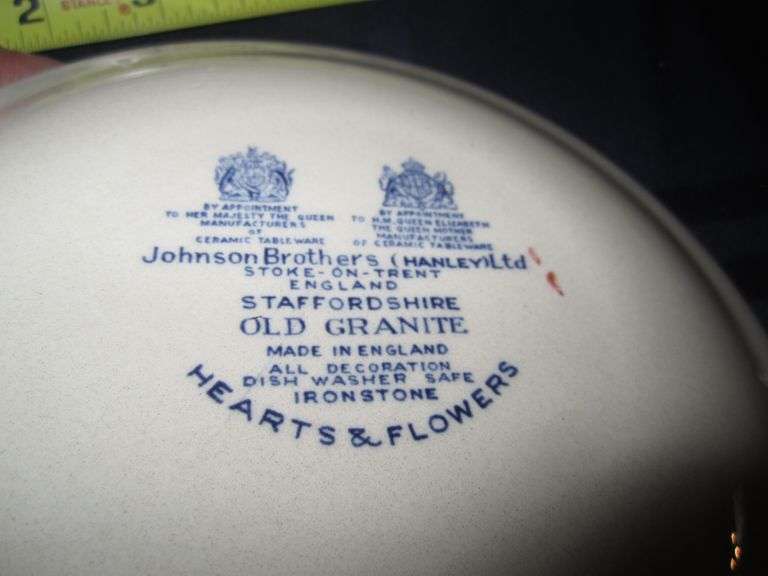 2
STANLE
BY APPOINTMENT
TO HER MAJESTY THE QUEEN
MANUFACTURERS
OF
CERAMIC TABLEWARE
BY APPOINTMENT
TO H.M. QUEEN ELIZABETH
THE QUEEN MOTHER
MANUFACTURERS
OF CERAMIC TABLEWARE
Johnson Brothers (HANLEY) Ltd
STOKE-ON-TRENT
ENGLAND
STAFFORDSHIRE
OLD GRANITE
MADE IN ENGLAND
ALL DECORATION
DISH WASHER SAFE
IRONSTONE
HEARTS & FLOWERS